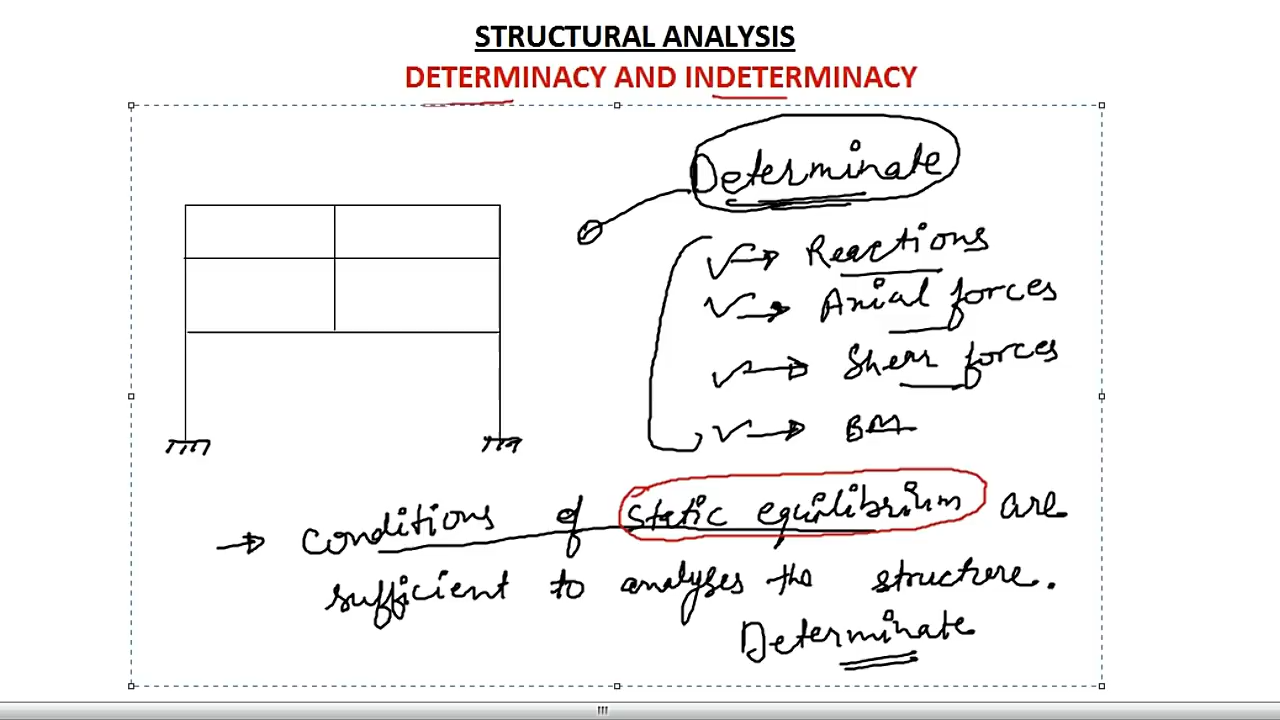 STRUCTURAL ANALYSIS
DETERMINACY AND INDETERMINACY
Determinate
Reactions
Axial forces
Shear forces
BM
Conditions of static equilibrium are
sufficient to analyses the structure.
Determinate